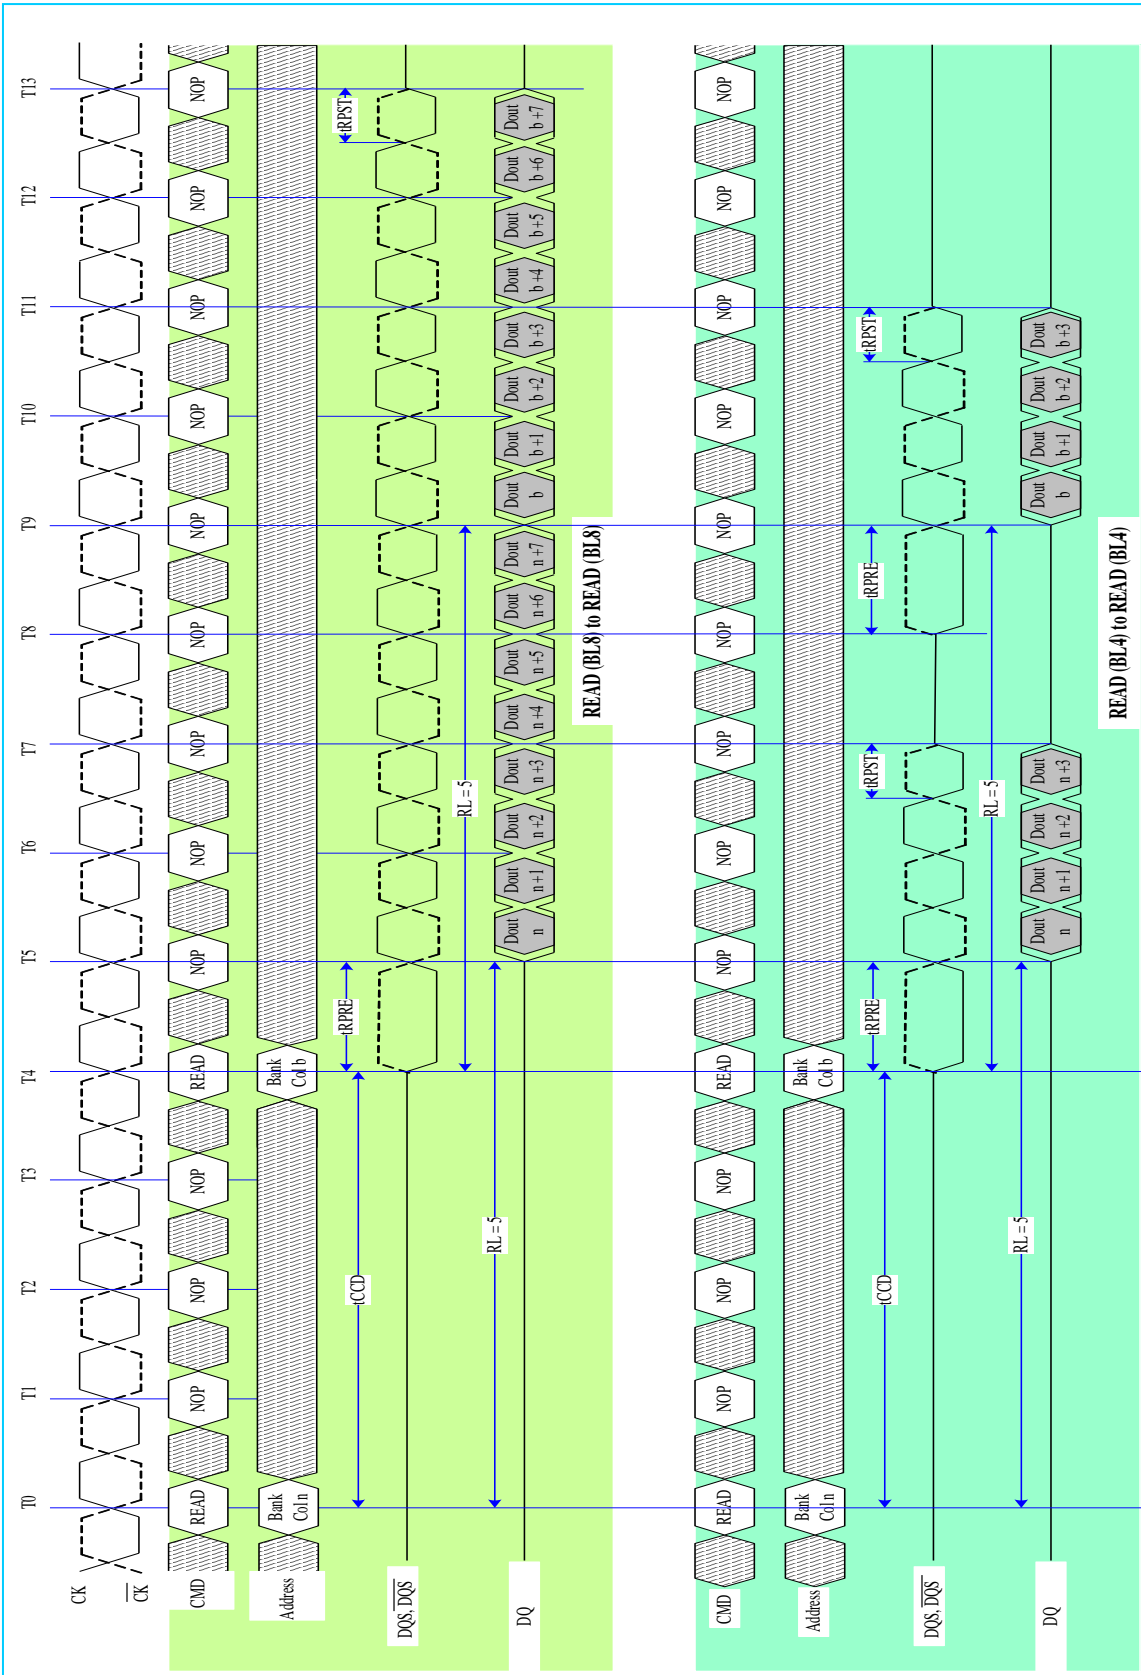 T0 T1 T2 T3 T4 T5 T6 T7 T8 T9 T10 T11 T12 T13
CK
CK
CMD READ NOP NOP NOP READ NOP NOP NOP NOP NOP NOP NOP NOP NOP
Address Bank Col n Bank Col b
tCCD tRPRE tRPST
DQS, DQS
RL = 5
RL = 5
DQ Dout n Dout n+1 Dout n+2 Dout n+3 Dout n+4 Dout n+5 Dout n+6 Dout n+7 Dout b Dout b+1 Dout b+2 Dout b+3 Dout b+4 Dout b+5 Dout b+6 Dout b+7
READ (BL8) to READ (BL8)
CMD READ NOP NOP NOP READ NOP NOP NOP NOP NOP NOP NOP NOP NOP
Address Bank Col n Bank Col b
tCCD tRPRE tRPST tRPRE tRPST
DQS, DQS
RL = 5
RL = 5
DQ Dout n Dout n+1 Dout n+2 Dout n+3 Dout b Dout b+1 Dout b+2 Dout b+3
READ (BL4) to READ (BL4)